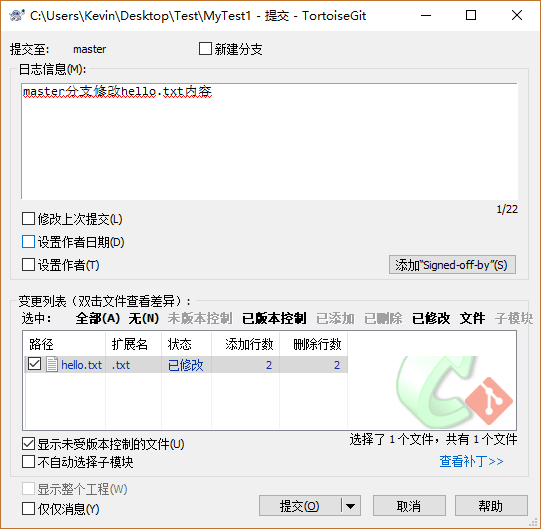 C:\Users\Kevin\Desktop\Test\MyTest1 - 提交 - TortoiseGit
提交至: master 新建分支
日志信息(M):
master分支修改hello.txt内容
1/22
修改上次提交(L)
设置作者日期(D)
设置作者(T) 添加"Signed-off-by"(S)
变更列表（双击文件查看差异）:
选中: 全部(A) 无(N) 未版本控制 已版本控制 已添加 已删除 已修改 文件 子模块
路径 扩展名 状态 添加行数 删除行数
hello.txt .txt 已修改 2 2
显示未受版本控制的文件(U) 选择了 1 个文件，共有 1 个文件
不自动选择子模块 查看补丁>>
显示整个工程(W)
仅仅消息(Y) 提交(O) 取消 帮助